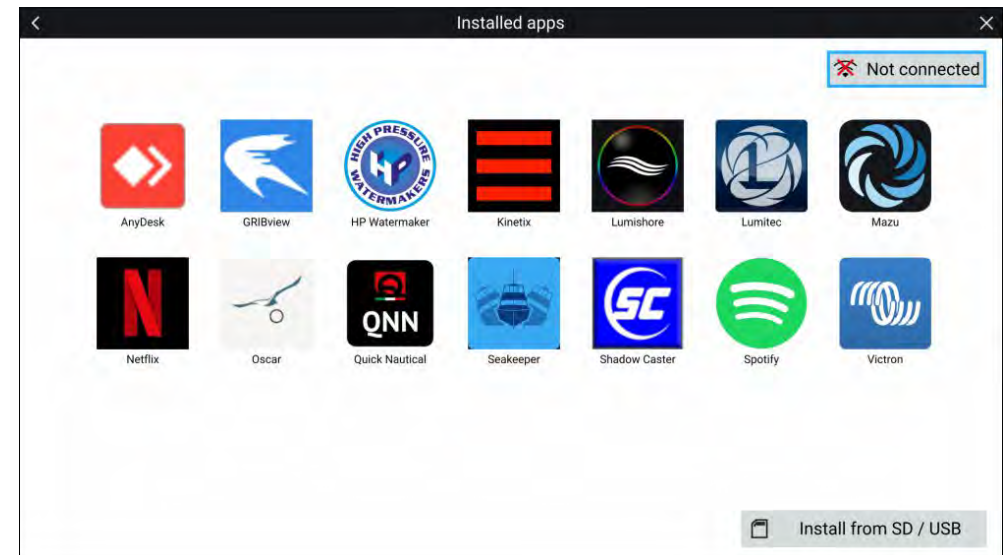 Installed apps
Not connected
HIGH PRESSURE
HP
WATERMAKERS
L
N
QNN
SC
AnyDesk GRIBview HP Watermaker Kinetix Lumishore Lumitec Mazu
Netflix Oscar Quick Nautical Seakeeper Shadow Caster Spotify Victron
Install from SD / USB